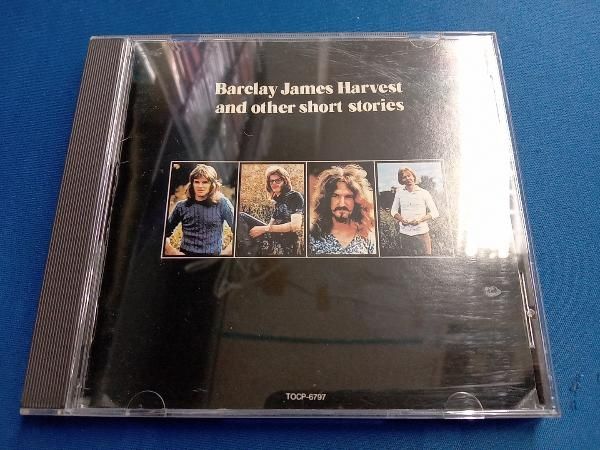 Barclay James Harvest
and other short stories
TOCP-6797